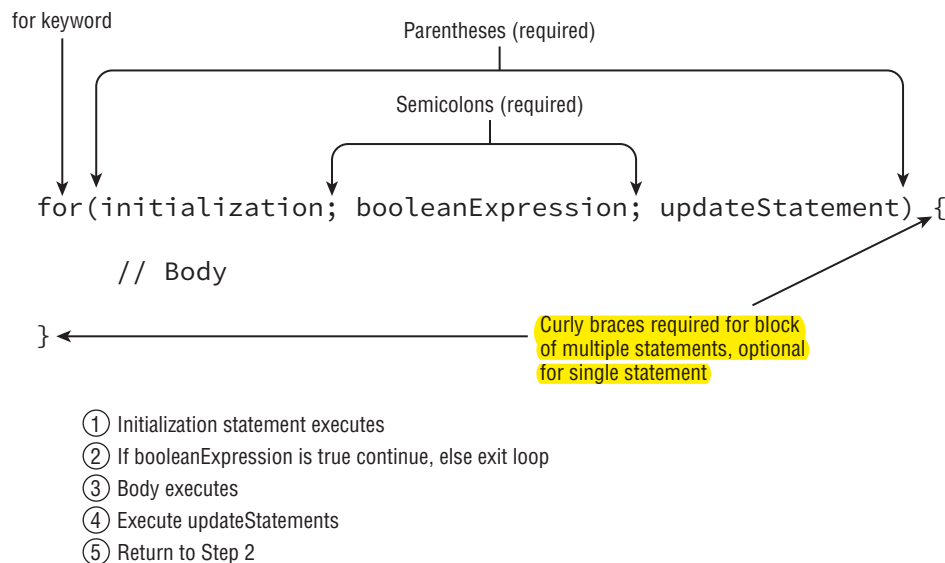 for keyword
Parentheses (required)
Semicolons (required)
for(initialization; booleanExpression; updateStatement) {
// Body
}
Curly braces required for block
of multiple statements, optional
for single statement
1 Initialization statement executes
2 If booleanExpression is true continue, else exit loop
3 Body executes
4 Execute updateStatements
5 Return to Step 2